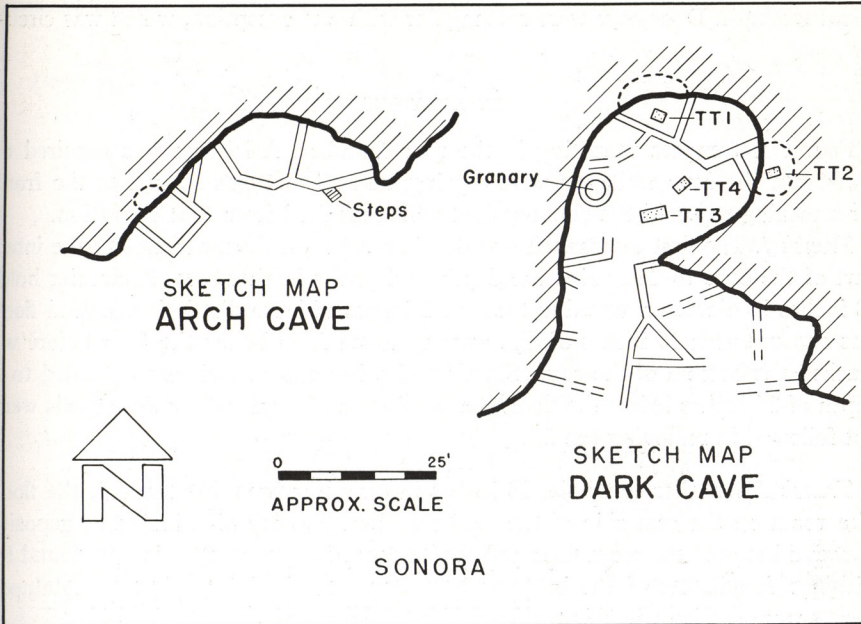 Steps
SKETCH MAP
ARCH CAVE
TT1
TT2
Granary
TT4
TT3
SKETCH MAP
DARK CAVE
N
0 25'
APPROX. SCALE
SONORA